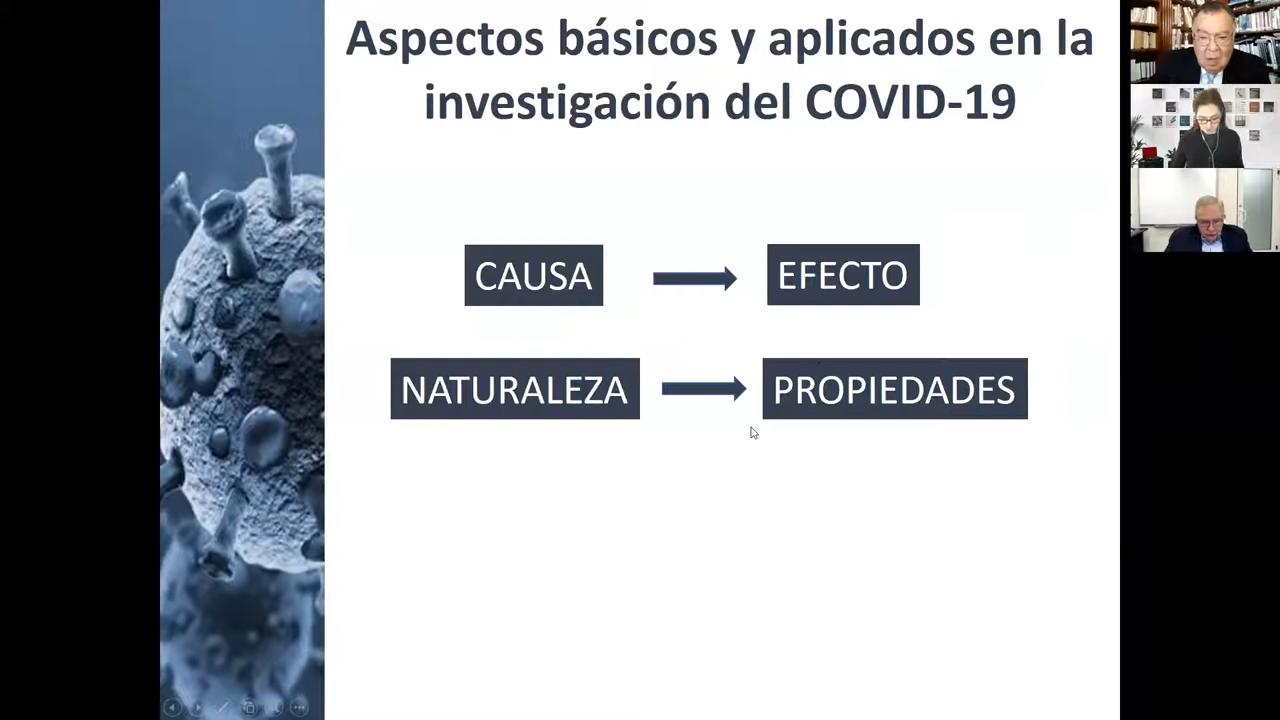 Aspectos básicos y aplicados en la
investigación del COVID-19
CAUSA
EFECTO
NATURALEZA
PROPIEDADES